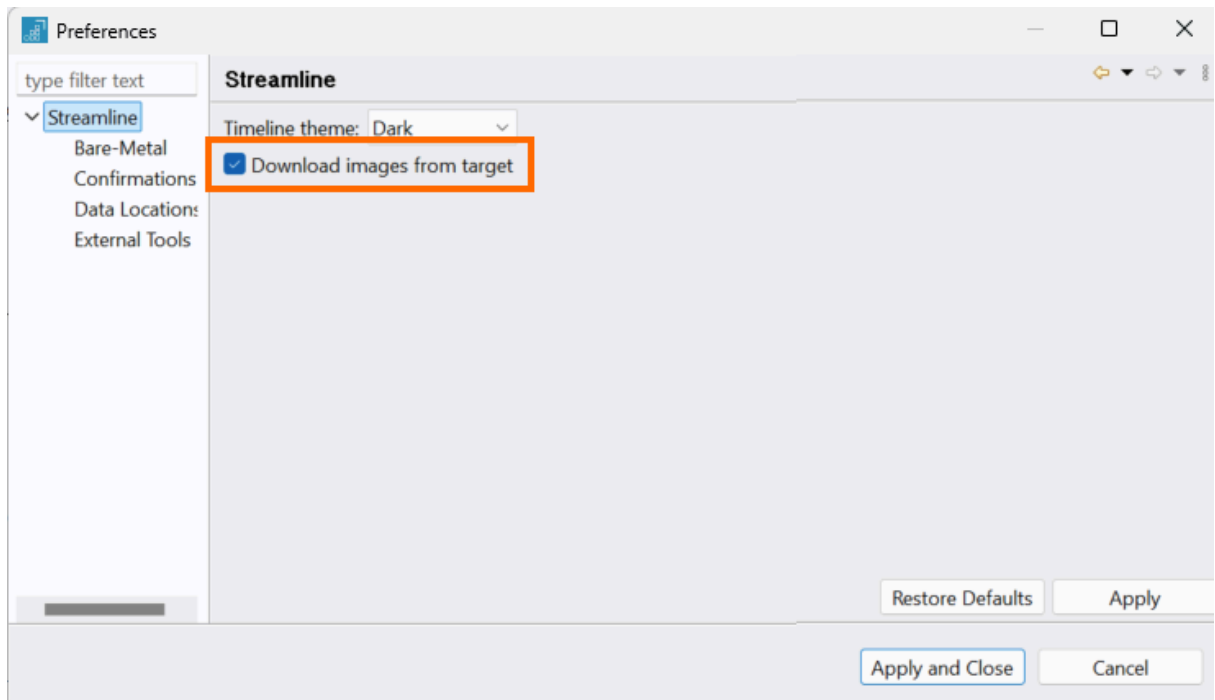 Preferences
type filter text
Streamline
Bare-Metal
Confirmations
Data Locations
External Tools
Streamline
Timeline theme: Dark
Download images from target
Restore Defaults
Apply
Apply and Close
Cancel